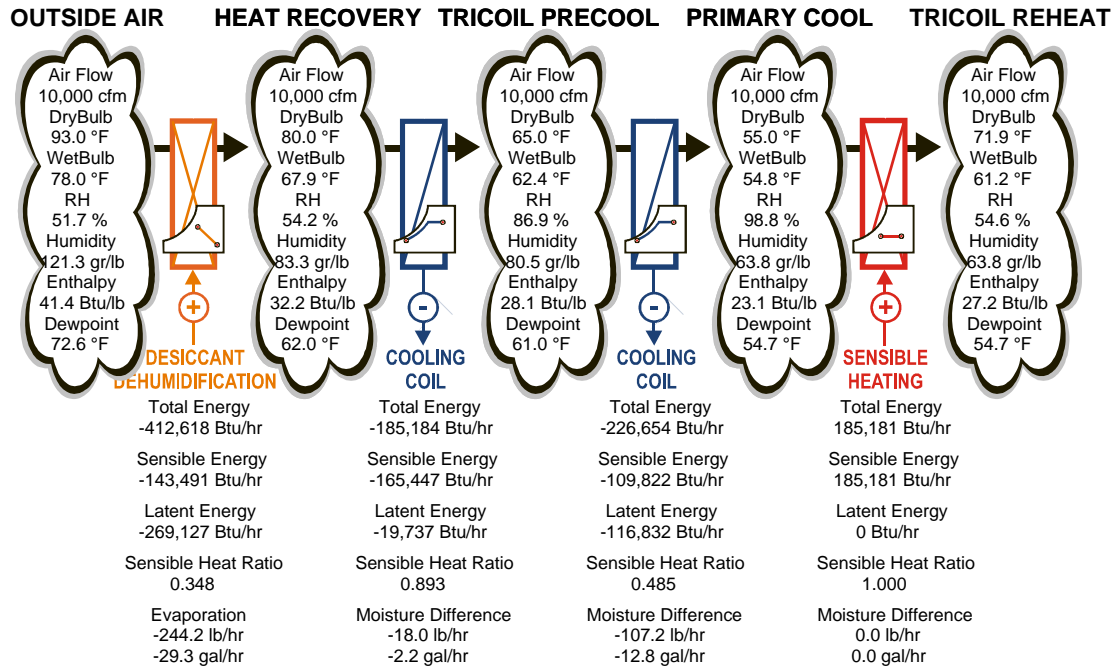 OUTSIDE AIR
HEAT RECOVERY
TRICOIL PRECOOL
PRIMARY COOL
TRICOIL REHEAT
Air Flow
10,000 cfm
DryBulb
93.0 °F
WetBulb
78.0 °F
RH
51.7 %
Humidity
121.3 gr/lb
Enthalpy
41.4 Btu/lb
Dewpoint
72.6 °F
+
DESICCANT
DEHUMIDIFICATION
Air Flow
10,000 cfm
DryBulb
80.0 °F
WetBulb
67.9 °F
RH
54.2 %
Humidity
83.3 gr/lb
Enthalpy
32.2 Btu/lb
Dewpoint
62.0 °F
-
COOLING
COIL
Air Flow
10,000 cfm
DryBulb
65.0 °F
WetBulb
62.4 °F
RH
86.9 %
Humidity
80.5 gr/lb
Enthalpy
28.1 Btu/lb
Dewpoint
61.0 °F
-
COOLING
COIL
Air Flow
10,000 cfm
DryBulb
55.0 °F
WetBulb
54.8 °F
RH
98.8 %
Humidity
63.8 gr/lb
Enthalpy
23.1 Btu/lb
Dewpoint
54.7 °F
+
SENSIBLE
HEATING
Air Flow
10,000 cfm
DryBulb
71.9 °F
WetBulb
61.2 °F
RH
54.6 %
Humidity
63.8 gr/lb
Enthalpy
27.2 Btu/lb
Dewpoint
54.7 °F
Total Energy
-412,618 Btu/hr
Sensible Energy
-143,491 Btu/hr
Latent Energy
-269,127 Btu/hr
Sensible Heat Ratio
0.348
Evaporation
-244.2 lb/hr
-29.3 gal/hr
Total Energy
-185,184 Btu/hr
Sensible Energy
-165,447 Btu/hr
Latent Energy
-19,737 Btu/hr
Sensible Heat Ratio
0.893
Moisture Difference
-18.0 lb/hr
-2.2 gal/hr
Total Energy
-226,654 Btu/hr
Sensible Energy
-109,822 Btu/hr
Latent Energy
-116,832 Btu/hr
Sensible Heat Ratio
0.485
Moisture Difference
-107.2 lb/hr
-12.8 gal/hr
Total Energy
185,181 Btu/hr
Sensible Energy
185,181 Btu/hr
Latent Energy
0 Btu/hr
Sensible Heat Ratio
1.000
Moisture Difference
0.0 lb/hr
0.0 gal/hr